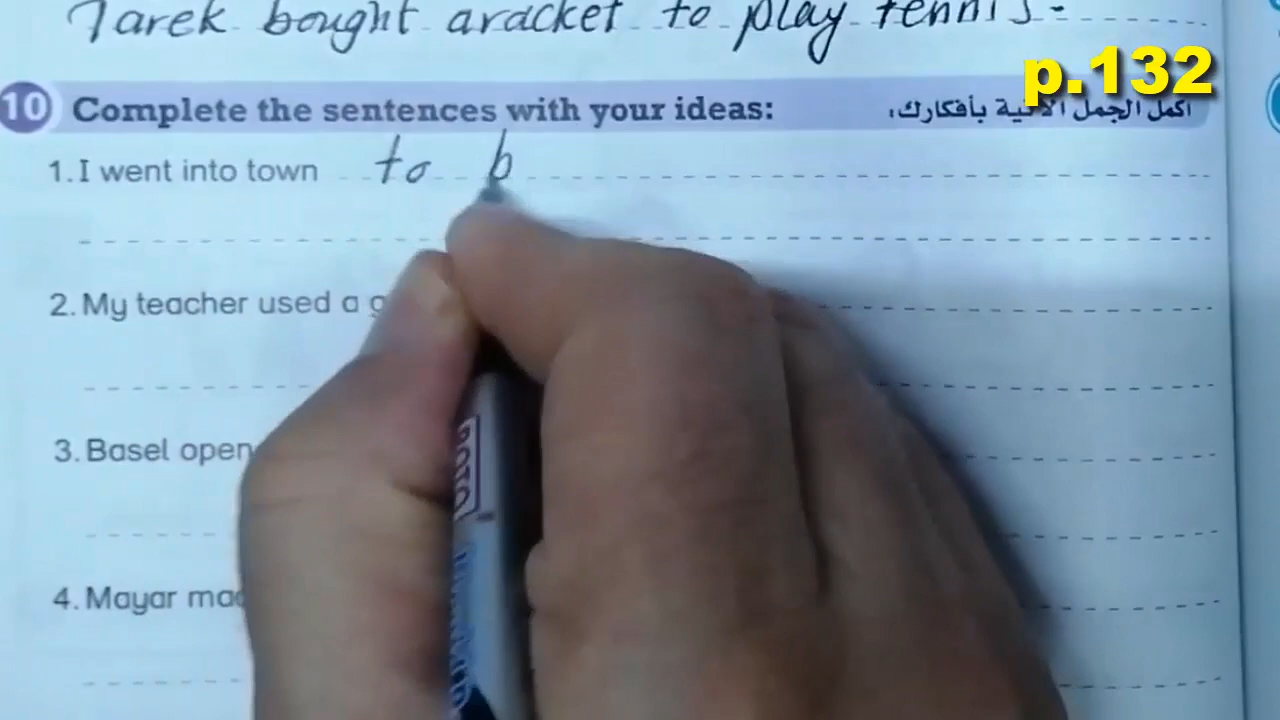 Tarek bought aracket to play tennis.
p.132
10 Complete the sentences with your ideas: أكمل الجمل الآتية بأفكارك:
1. I went into town to b
2. My teacher used a g
3. Basel open
4. Mayar mad